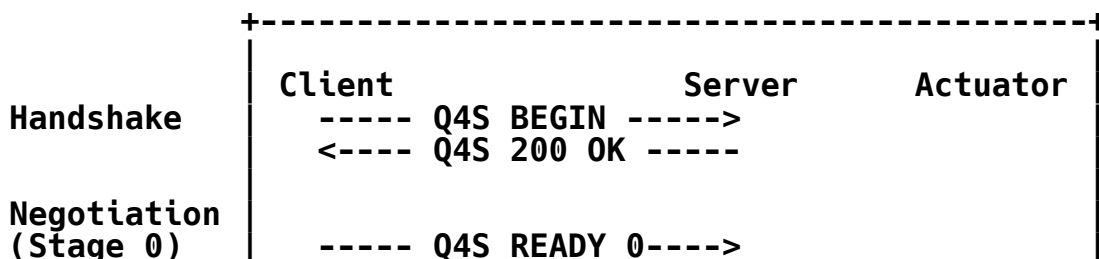 +--------------------------------------------+
| Client Server Actuator |
Handshake | ----- Q4S BEGIN -----> |
| <---- Q4S 200 OK ----- |
Negotiation | |
(Stage 0) | ----- Q4S READY 0----> |